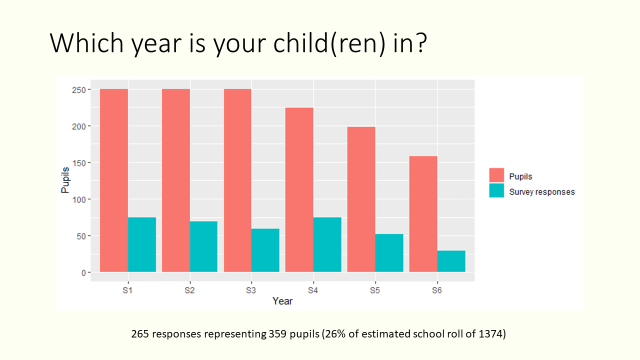 Which year is your child(ren) in?
250
200
150
100
50
0
Pupils
S1 S2 S3 S4 S5 S6
Year
Pupils
Survey responses
265 responses representing 359 pupils (26% of estimated school roll of 1374)